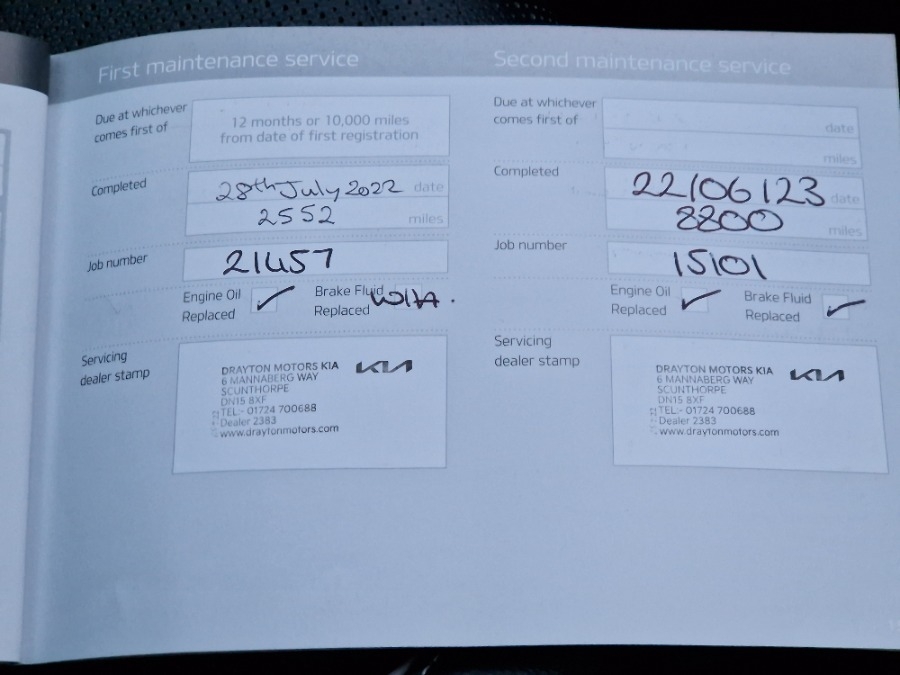 First maintenance service
Due at whichever
comes first of
12 months or 10,000 miles
from date of first registration
Completed
28th July 2022 date
2552 miles
Job number
21457
Engine Oil
Replaced
Brake Fluid
Replaced
Servicing
dealer stamp
DRAYTON MOTORS KIA KIA
6 MANNABERG WAY
SCUNTHORPE
DN15 8XF
TEL:- 01724 700688
Dealer 2383
www.draytonmotors.com
Second maintenance service
Due at whichever
comes first of
date
miles
Completed
22/06/23 date
8800 miles
Job number
15101
Engine Oil
Replaced
Brake Fluid
Replaced
Servicing
dealer stamp
DRAYTON MOTORS KIA KIA
6 MANNABERG WAY
SCUNTHORPE
DN15 8XF
TEL:- 01724 700688
Dealer 2383
www.draytonmotors.com